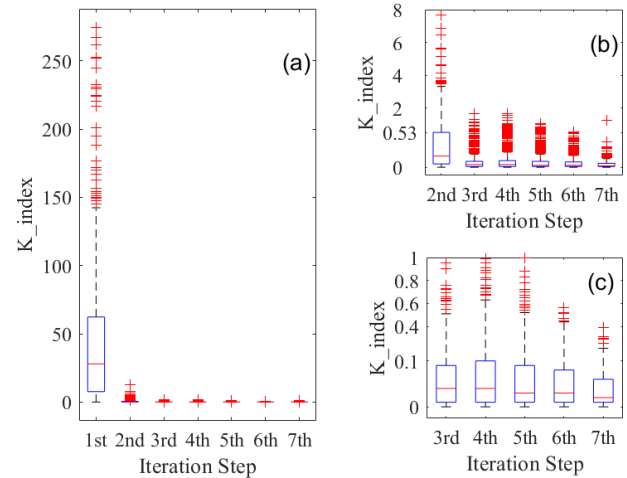 (a)
K_index
250
200
150
100
50
0
1st 2nd 3rd 4th 5th 6th 7th
Iteration Step
(b)
K_index
8
6
4
2
0.53
0
2nd 3rd 4th 5th 6th 7th
Iteration Step
(c)
K_index
1
0.8
0.6
0.4
0.1
0
3rd 4th 5th 6th 7th
Iteration Step